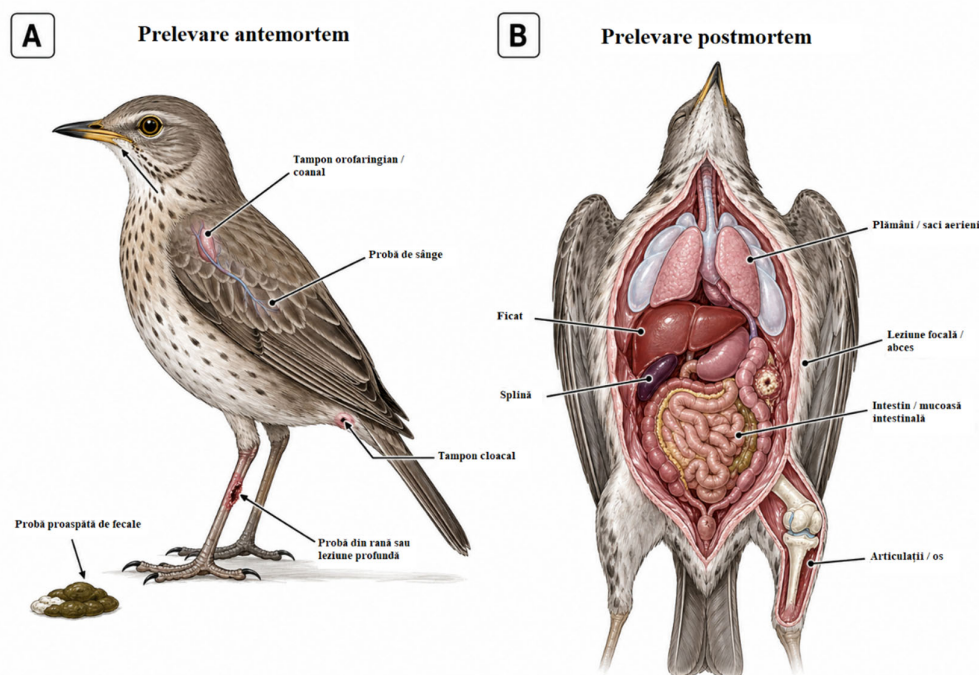 A
Prelevare antemortem
Tampon orofaringian /
coanal
Probă de sânge
Tampon cloacal
Probă din rană sau
leziune profundă
Probă proaspătă de fecale
B
Prelevare postmortem
Plămâni / saci aerieni
Ficat
Leziune focală /
abces
Splină
Intestin / mucoasă
intestinală
Articulații / os